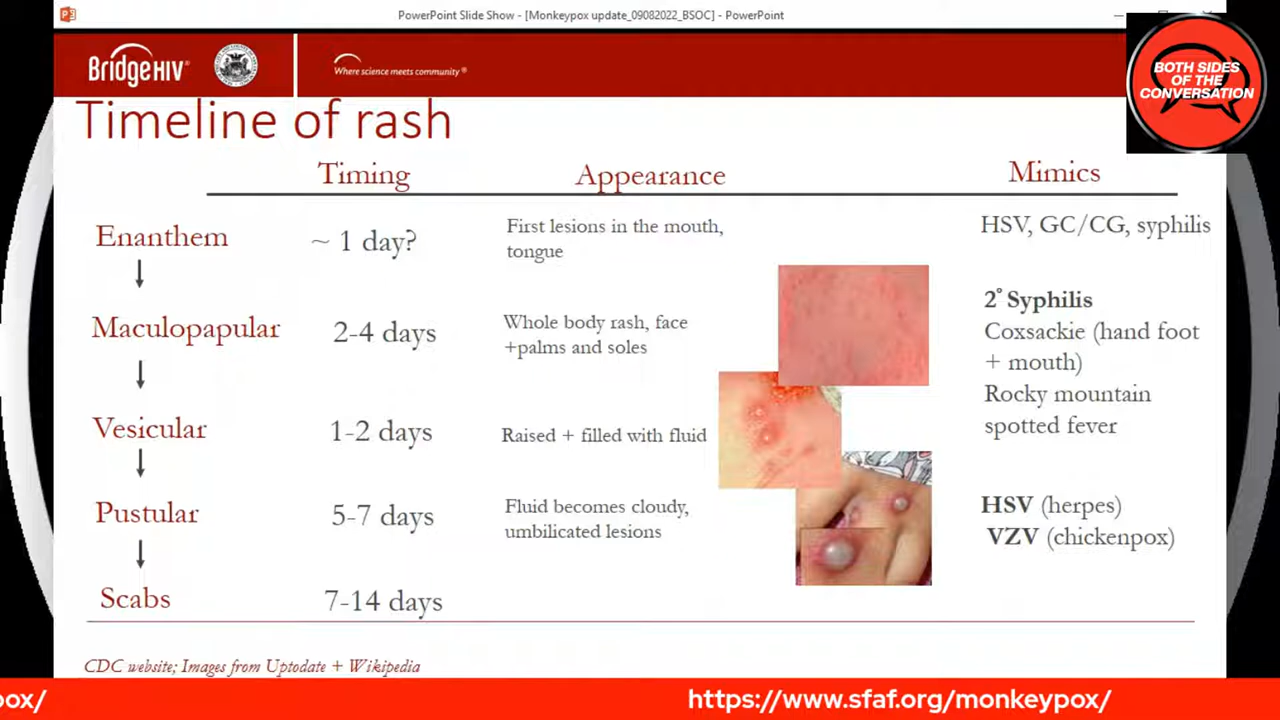 PowerPoint Slide Show - [Monkeypox update_09082022_BSOC] - PowerPoint
BridgeHIV®
Where science meets community®
BOTH SIDES
OF THE
CONVERSATION
Timeline of rash
Timing
Appearance
Mimics
Enanthem
~ 1 day?
First lesions in the mouth,
tongue
HSV, GC/CG, syphilis
Maculopapular
2-4 days
Whole body rash, face
+palms and soles
2° Syphilis
Coxsackie (hand foot
+ mouth)
Rocky mountain
spotted fever
Vesicular
1-2 days
Raised + filled with fluid
Pustular
5-7 days
Fluid becomes cloudy,
umbilicated lesions
HSV (herpes)
VZV (chickenpox)
Scabs
7-14 days
CDC website; Images from Uptodate + Wikipedia
pox/
https://www.sfaf.org/monkeypox/